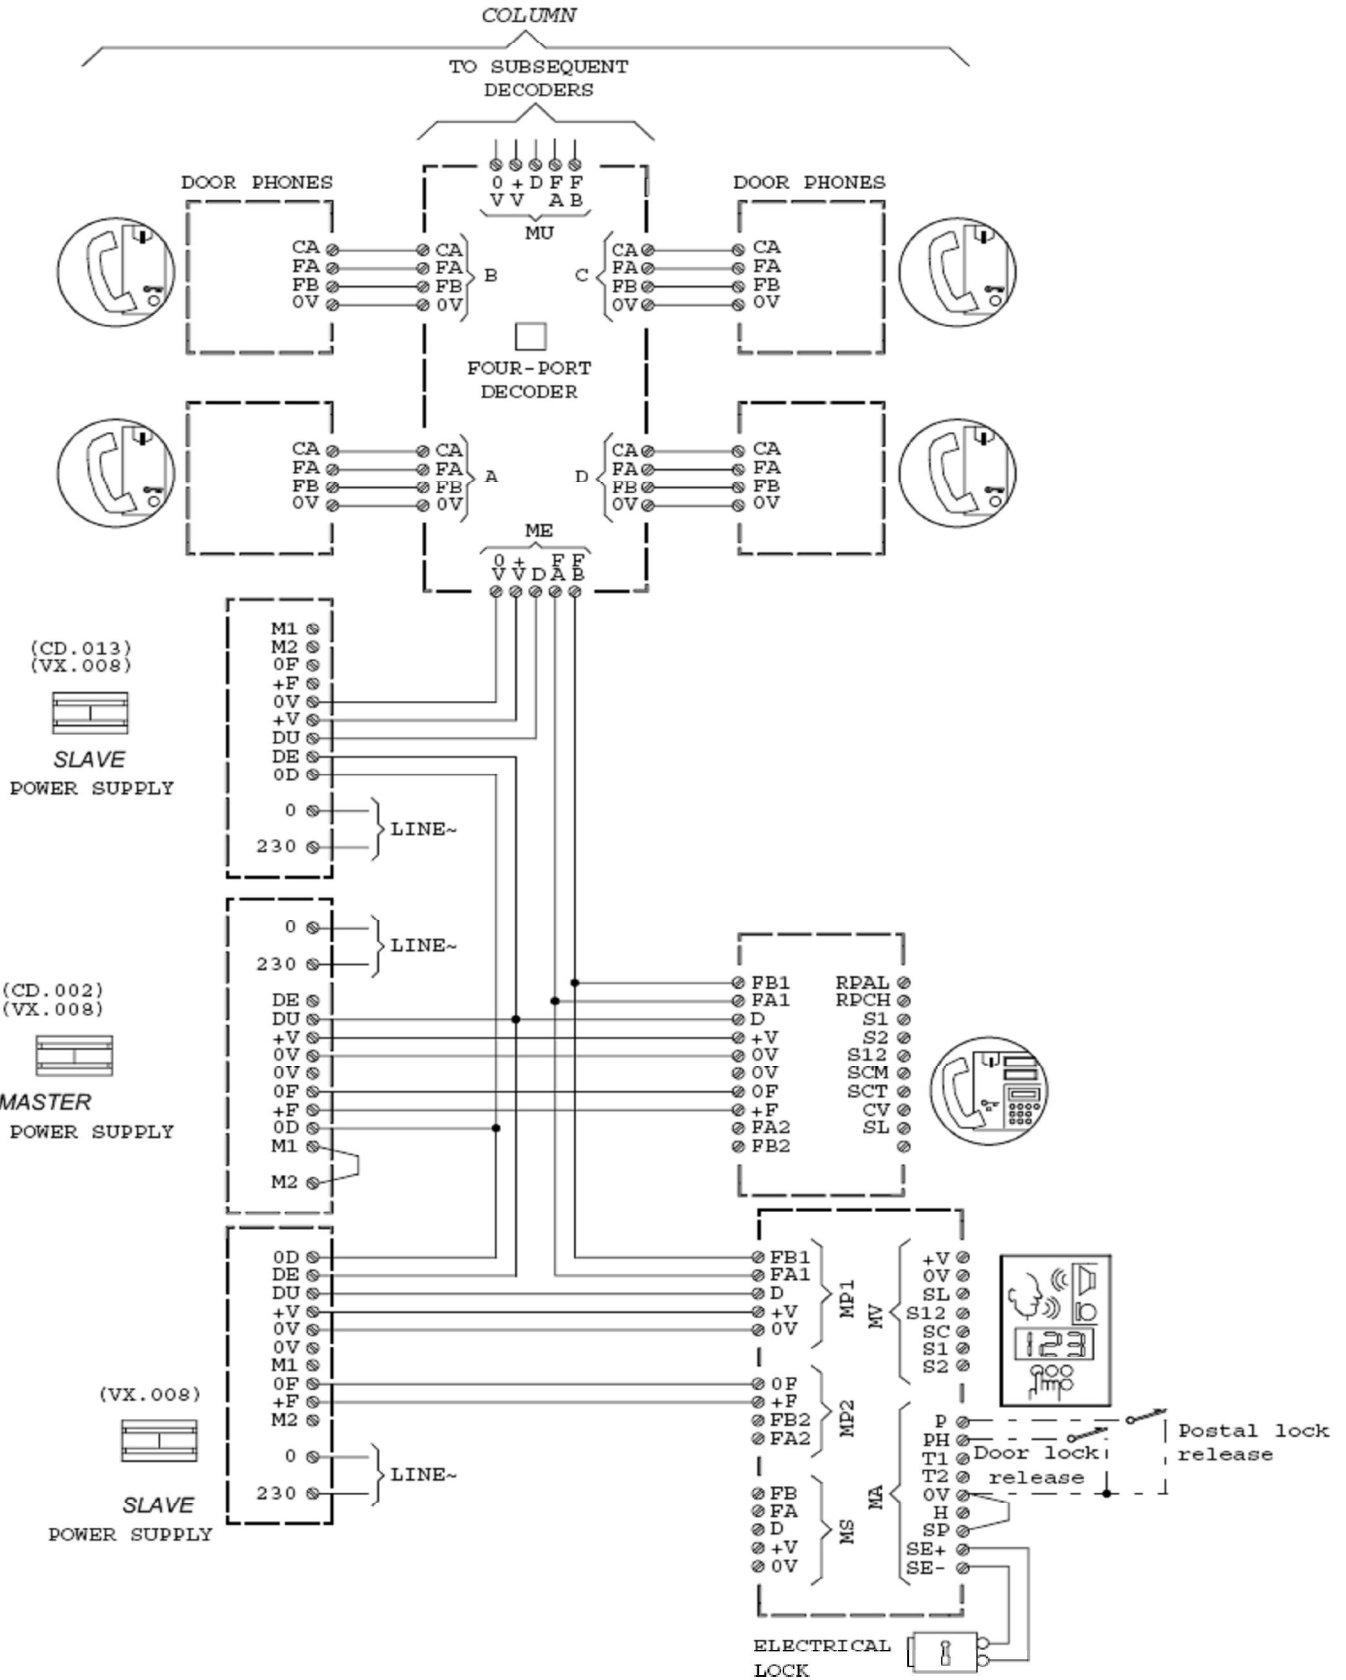 COLUMN
TO SUBSEQUENT
DECODERS
DOOR PHONES
0 + D F F
V V A B
MU
DOOR PHONES
CA CA B C CA CA
FA FA FA FA
FB FB FB FB
0V 0V 0V 0V
FOUR-PORT
DECODER
CA CA A D CA CA
FA FA FA FA
FB FB FB FB
0V 0V 0V 0V
ME
0 + F F
V V D A B
(CD.013)
(VX.008)
SLAVE
POWER SUPPLY
M1
M2
0F
+F
0V
+V
DU
DE
0D
0
LINE~
230
(CD.002)
(VX.008)
MASTER
POWER SUPPLY
0
LINE~
230
DE
DU
+V
0V
0V
0F
+F
0D
M1
M2
FB1 RPAL
FA1 RPCH
D S1
+V S2
0V S12
0V SCM
0F SCT
+F CV
FA2 SL
FB2
(VX.008)
SLAVE
POWER SUPPLY
0D
DE
DU
+V
0V
0V
M1
0F
+F
M2
0
LINE~
230
FB1
FA1
D
+V
0V
MP1
0F
+F
FB2
FA2
MP2
FB
FA
D
+V
0V
MS
MV
+V
0V
SL
S12
SC
S1
S2
MA
P
PH
T1
T2
0V
H
SP
SE+
SE-
123
Postal lock
release
Door lock
release
ELECTRICAL
LOCK